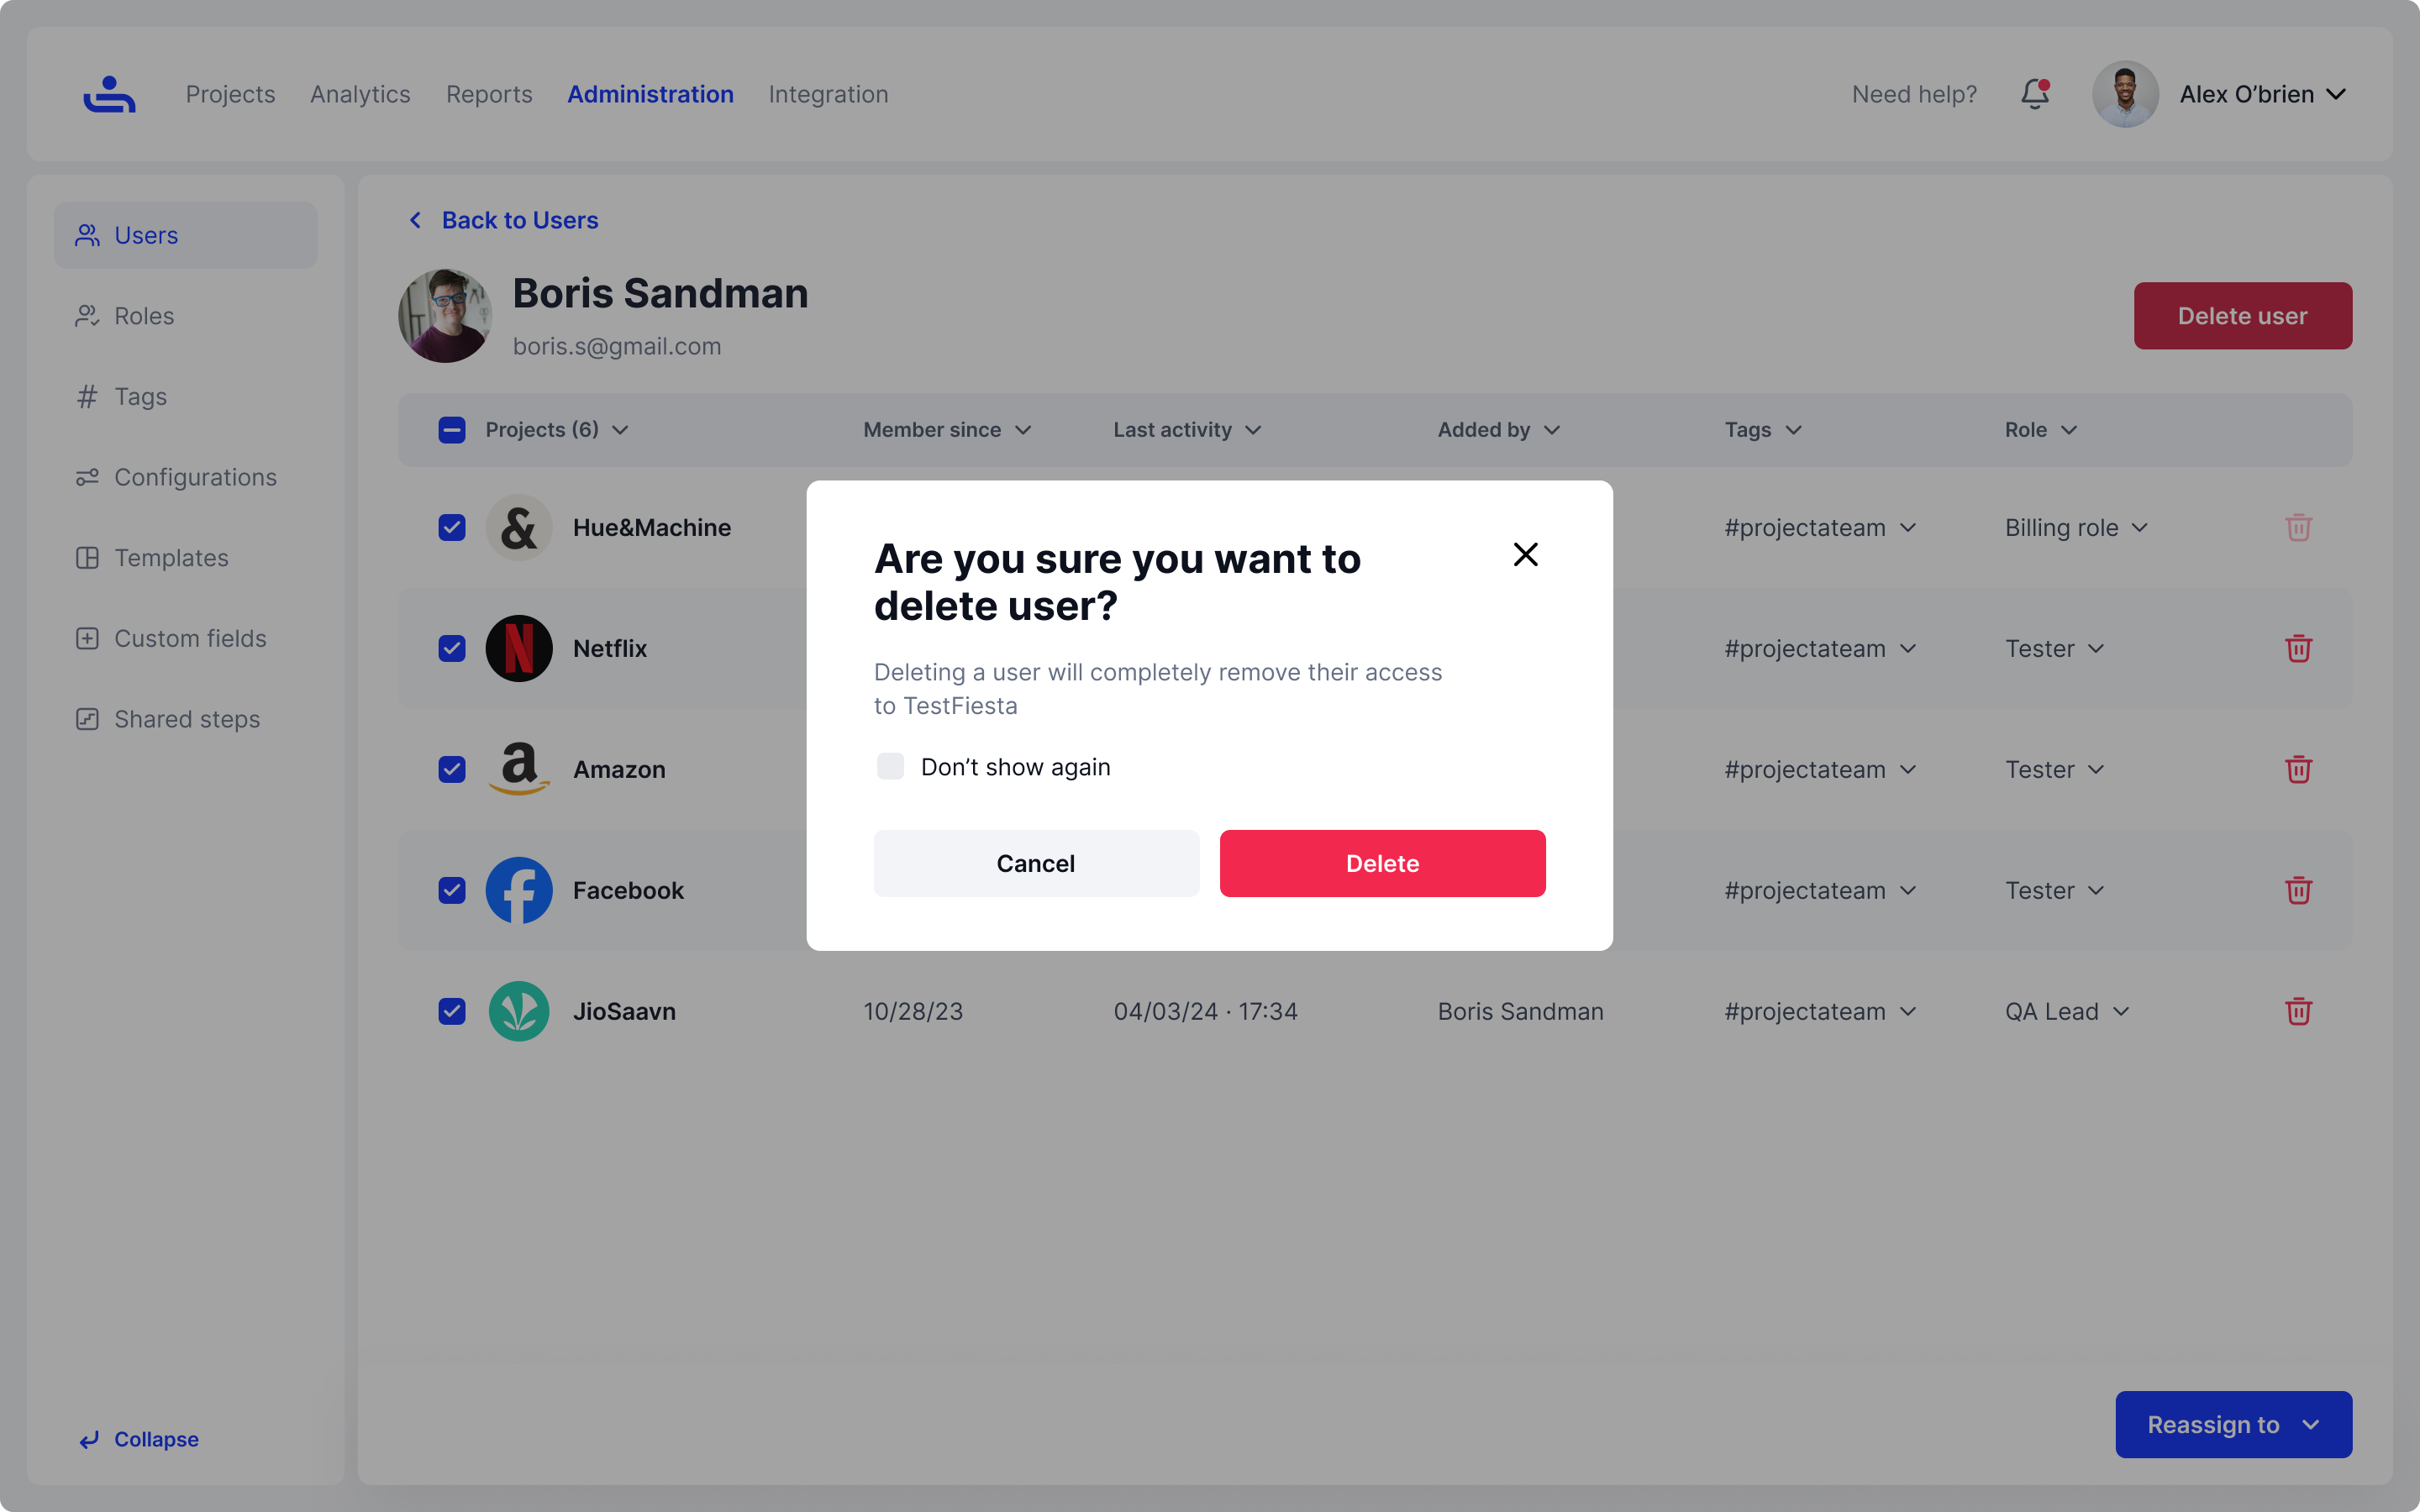 Projects Analytics Reports Administration Integration Need help? Alex O’brien
Users
Roles
Tags
Configurations
Templates
Custom fields
Shared steps
Collapse
Back to Users
Boris Sandman
boris.s@gmail.com
Delete user
Projects (6) Member since Last activity Added by Tags Role
& Hue&Machine #projectateam Billing role
N Netflix #projectateam Tester
a Amazon #projectateam Tester
f Facebook #projectateam Tester
JioSaavn 10/28/23 04/03/24 · 17:34 Boris Sandman #projectateam QA Lead
Are you sure you want to
delete user?
Deleting a user will completely remove their access
to TestFiesta
Don’t show again
Cancel Delete
Reassign to